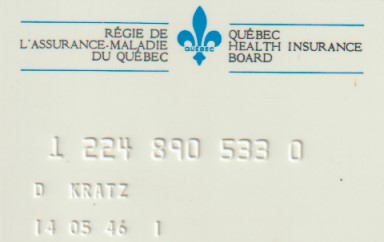 RÉGIE DE
L'ASSURANCE-MALADIE
DU QUÉBEC
QUÉBEC
QUÉBEC
HEALTH INSURANCE
BOARD
1 224 890 533 0
D KRATZ
14 05 46 1